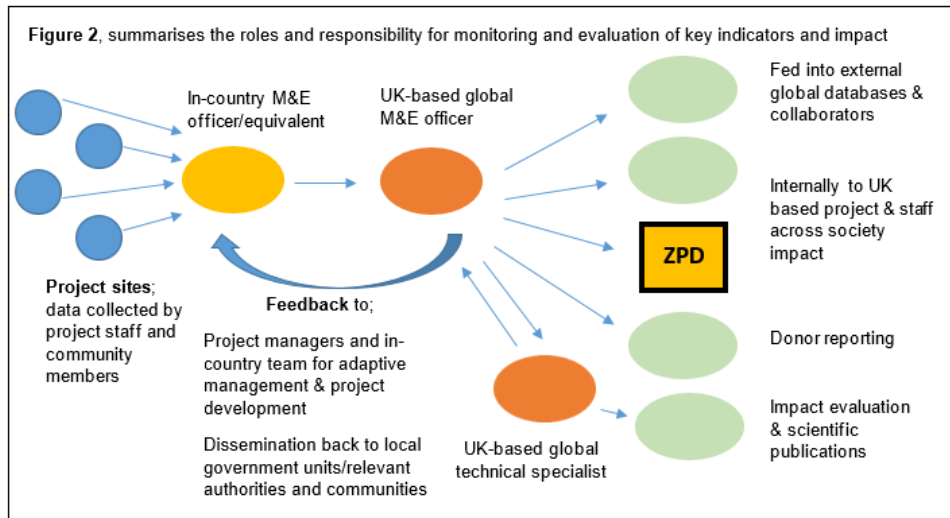 Figure 2, summarises the roles and responsibility for monitoring and evaluation of key indicators and impact
In-country M&E
officer/equivalent
UK-based global
M&E officer
Fed into external
global databases &
collaborators
Internally to UK
based project & staff
across society
impact
ZPD
Project sites;
data collected by
project staff and
community
members
Feedback to;
Project managers and in-
country team for adaptive
management & project
development
Dissemination back to local
government units/relevant
authorities and communities
UK-based global
technical specialist
Donor reporting
Impact evaluation
& scientific
publications